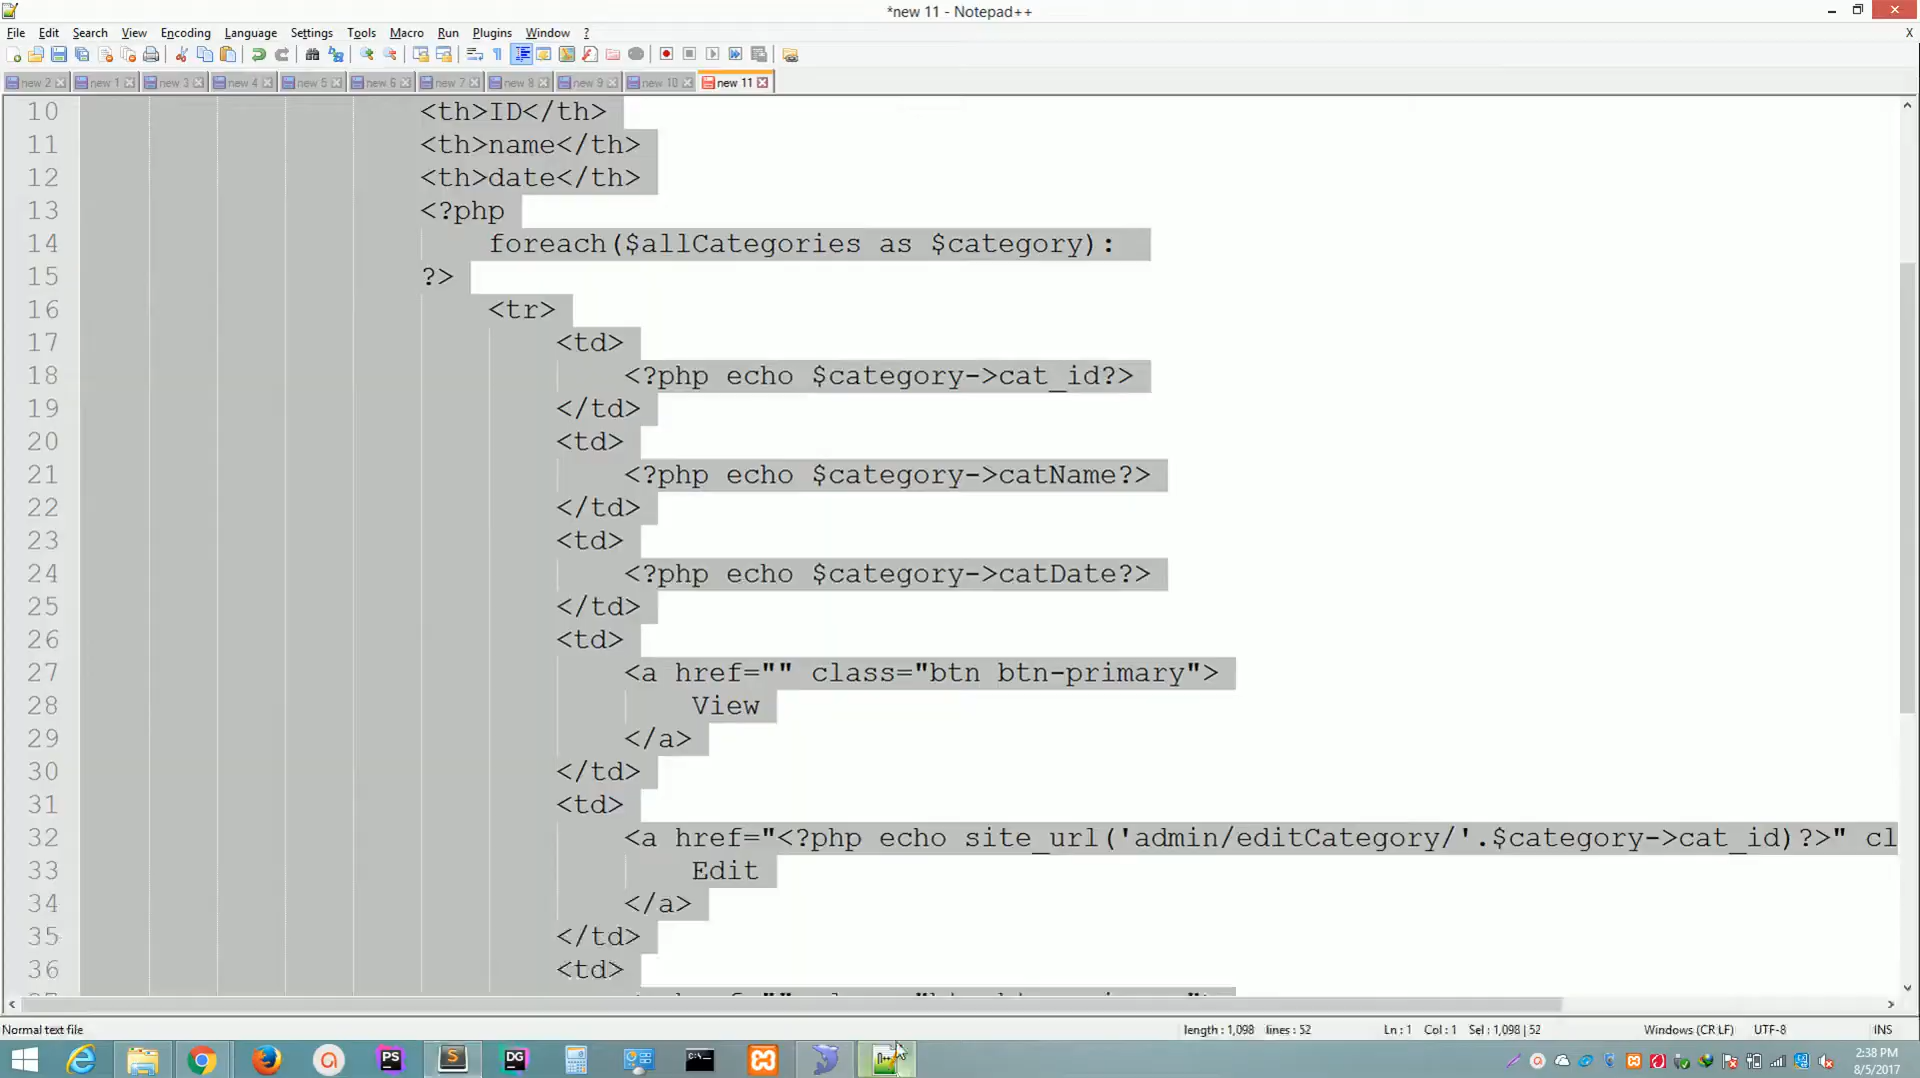 *new 11 - Notepad++
File Edit Search View Encoding Language Settings Tools Macro Run Plugins Window ? X
new 2 new 1 new 3 new 4 new 5 new 6 new 7 new 8 new 9 new 10 new 11
10 <th>ID</th>
11 <th>name</th>
12 <th>date</th>
13 <?php
14 foreach($allCategories as $category):
15 ?>
16 <tr>
17 <td>
18 <?php echo $category->cat_id?>
19 </td>
20 <td>
21 <?php echo $category->catName?>
22 </td>
23 <td>
24 <?php echo $category->catDate?>
25 </td>
26 <td>
27 <a href="" class="btn btn-primary">
28 View
29 </a>
30 </td>
31 <td>
32 <a href="<?php echo site_url('admin/editCategory/'.$category->cat_id)?>" cl
33 Edit
34 </a>
35 </td>
36 <td>
Normal text file length : 1,098 lines : 52 Ln : 1 Col : 1 Sel : 1,098 | 52 Windows (CR LF) UTF-8 INS
PS S DG C:\_ 2:38 PM
8/5/2017